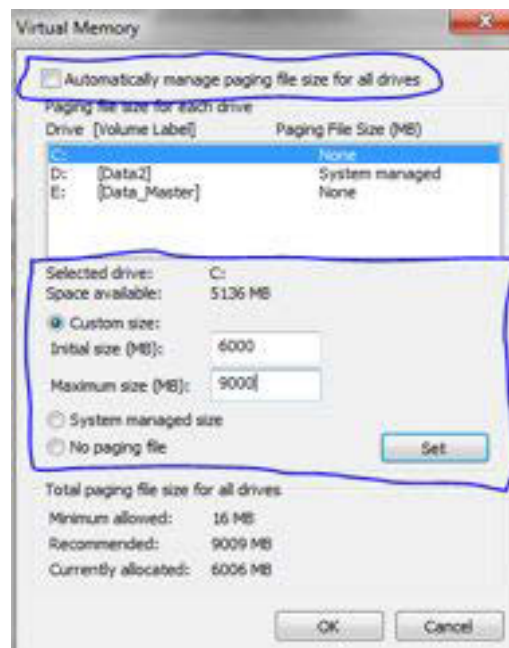 Virtual Memory
Automatically manage paging file size for all drives
Paging file size for each drive
Drive [Volume Label] Paging File Size (MB)
C: None
D: [Data2] System managed
E: [Data_Master] None
Selected drive: C:
Space available: 5136 MB
Custom size:
Initial size (MB): 6000
Maximum size (MB): 9000
System managed size
No paging file
Set
Total paging file size for all drives
Minimum allowed: 16 MB
Recommended: 9009 MB
Currently allocated: 6006 MB
OK Cancel